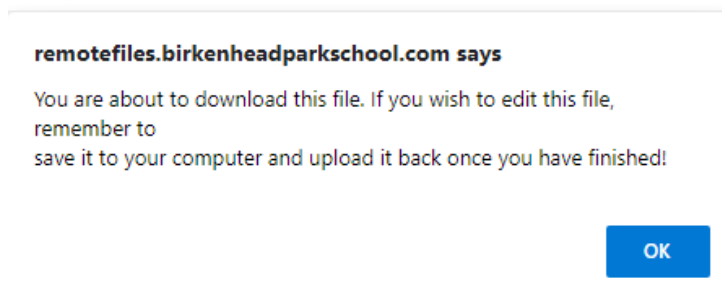 remotefiles.birkenheadparkschool.com says
You are about to download this file. If you wish to edit this file,
remember to
save it to your computer and upload it back once you have finished!
OK